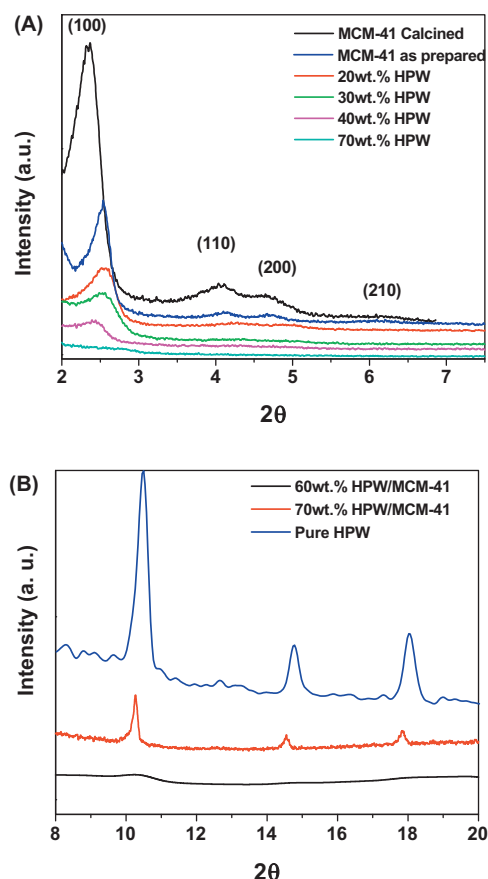 (A)
(100)
MCM-41 Calcined
MCM-41 as prepared
20wt.% HPW
30wt.% HPW
40wt.% HPW
70wt.% HPW
(110)
(200)
(210)
Intensity (a.u.)
2 3 4 5 6 7
2θ
(B)
60wt.% HPW/MCM-41
70wt.% HPW/MCM-41
Pure HPW
Intensity (a. u.)
8 10 12 14 16 18 20
2θ